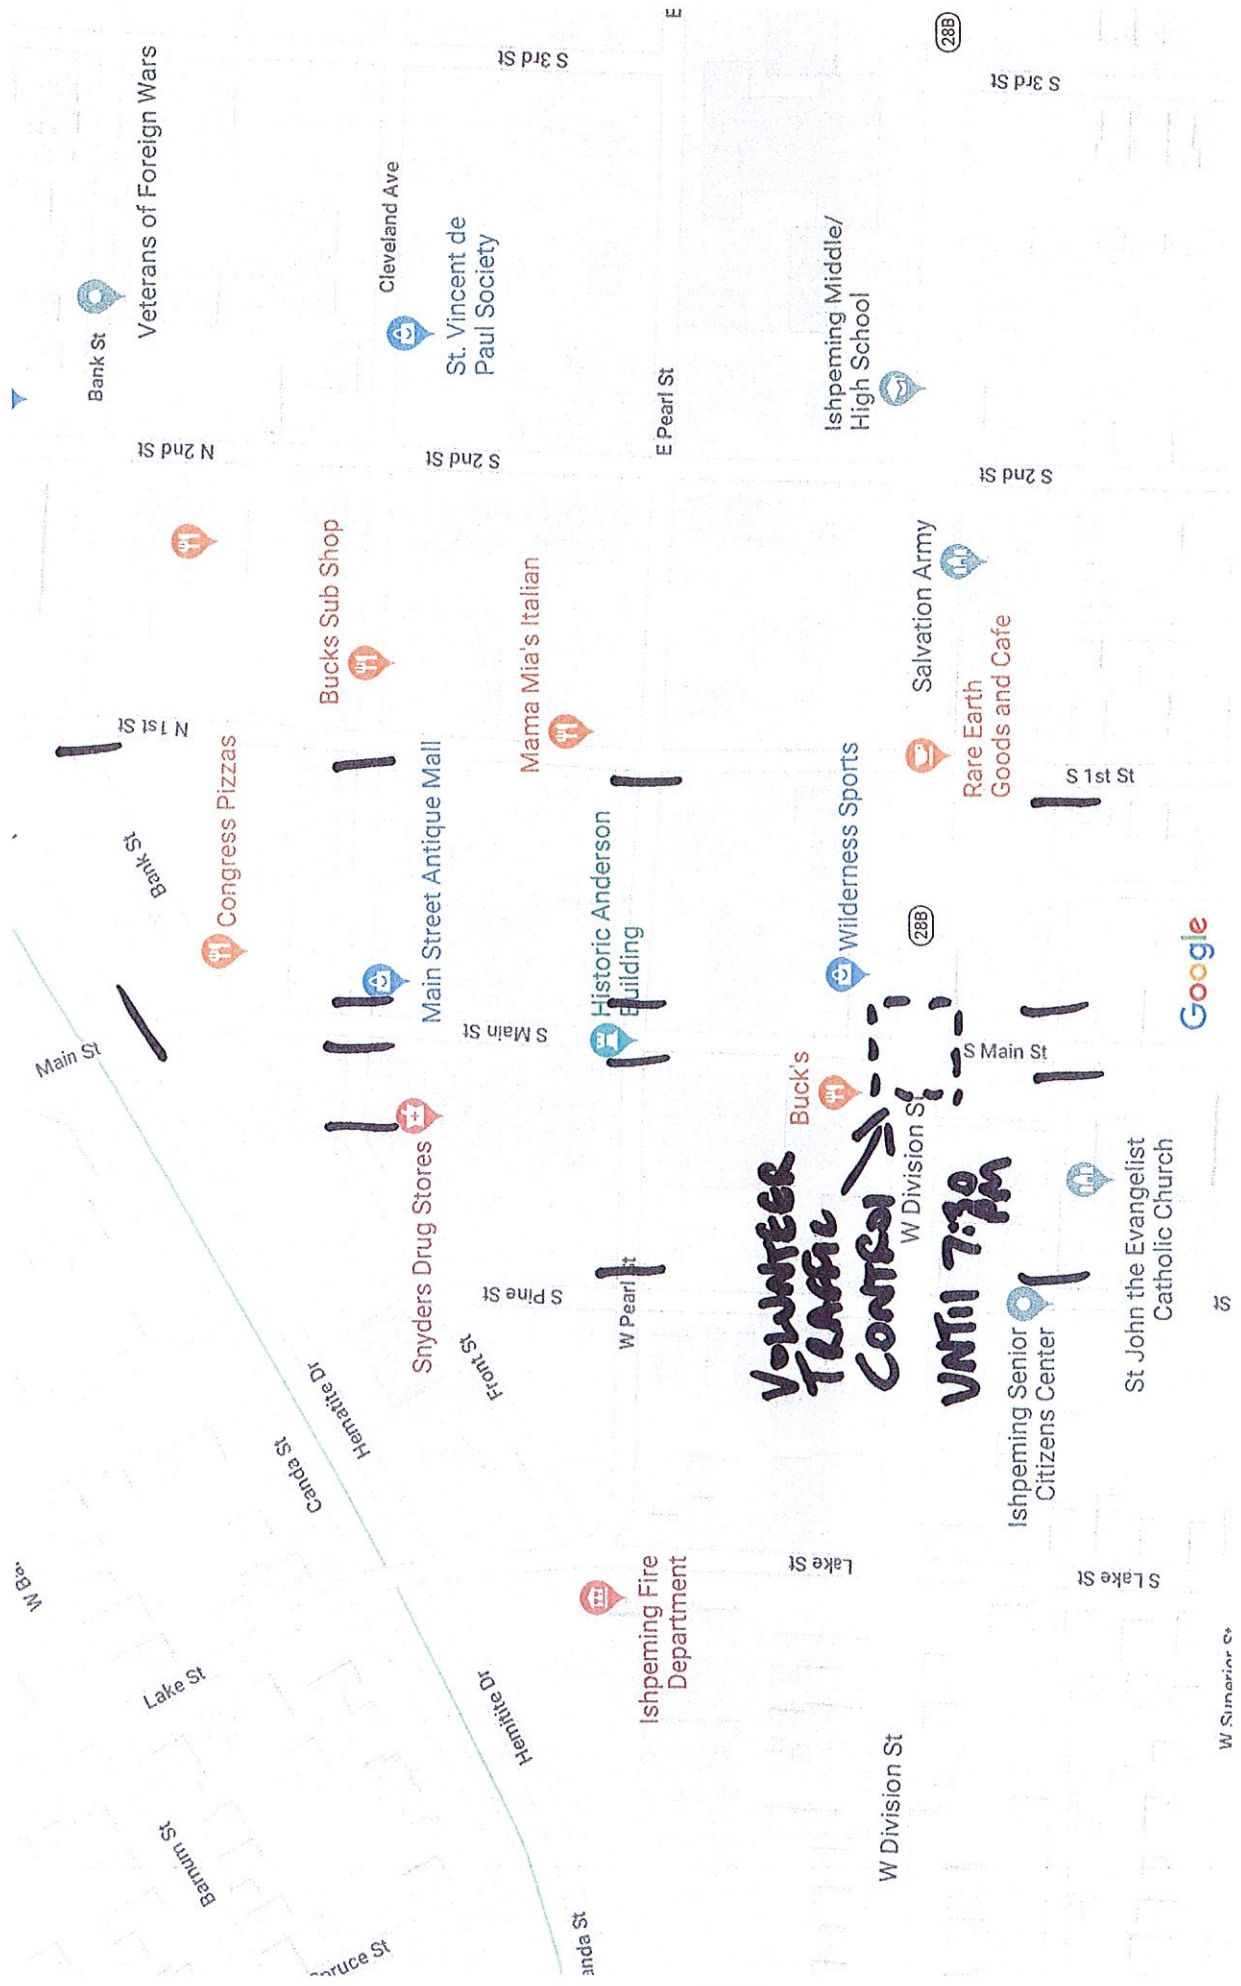 Veterans of Foreign Wars
Bank St
N 2nd St
S 3rd St
Cleveland Ave
St. Vincent de
Paul Society
S 2nd St
E Pearl St
E
Ishpeming Middle/
High School
28B
S 3rd St
S 2nd St
N 1st St
Bucks Sub Shop
Mama Mia's Italian
Salvation Army
Rare Earth
Goods and Cafe
S 1st St
Bank St
Congress Pizzas
Main Street Antique Mall
Historic Anderson
Building
Wilderness Sports
28B
Main St
S Main St
Buck's
S Main St
Google
Snyders Drug Stores
S Pine St
W Pearl St
VOLUNTEER
TRAFFIC
CONTROl
W Division St
UNTIl 7:30
PM
Ishpeming Senior
Citizens Center
St John the Evangelist
Catholic Church
St
Front St
Hematite Dr
Canda St
Lake St
S Lake St
Ishpeming Fire
Department
Lake St
Hemitite Dr
W Division St
W Superior St
Barnum St